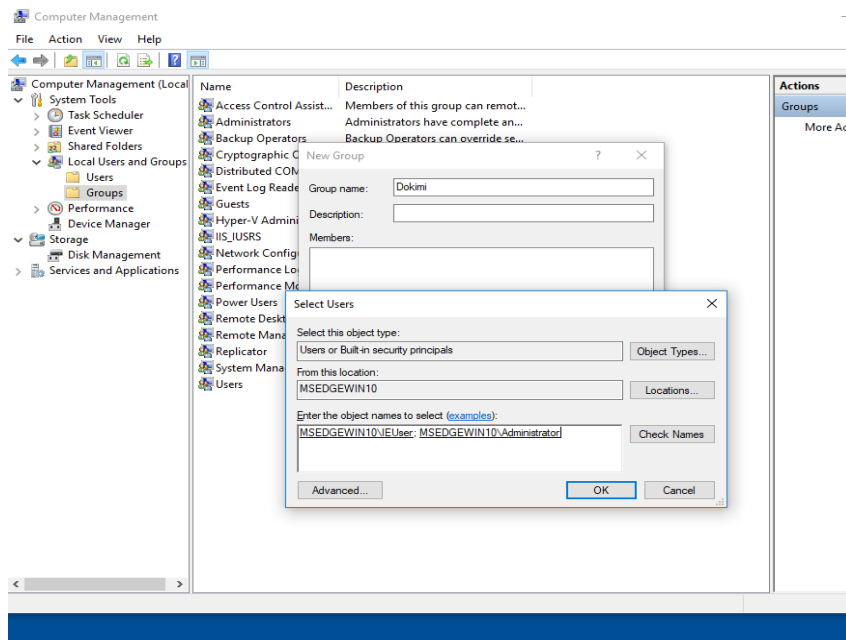 Computer Management
File Action View Help
Computer Management (Local
System Tools
Task Scheduler
Event Viewer
Shared Folders
Local Users and Groups
Users
Groups
Performance
Device Manager
Storage
Disk Management
Services and Applications
Name Description
Access Control Assist... Members of this group can remot...
Administrators Administrators have complete an...
Backup Operators Backup Operators can override se...
Cryptographic O
Distributed COM
Event Log Reade
Guests
Hyper-V Admini
IIS_IUSRS
Network Config
Performance Lo
Performance Mo
Power Users
Remote Deskt
Remote Mana
Replicator
System Mana
Users
Actions
Groups
More Ac
New Group ?
Group name: Dokimi
Description:
Members:
Select Users
Select this object type:
Users or Built-in security principals Object Types...
From this location:
MSEDGEWIN10 Locations...
Enter the object names to select (examples):
MSEDGEWIN10\IEUser; MSEDGEWIN10\Administrator Check Names
Advanced... OK Cancel